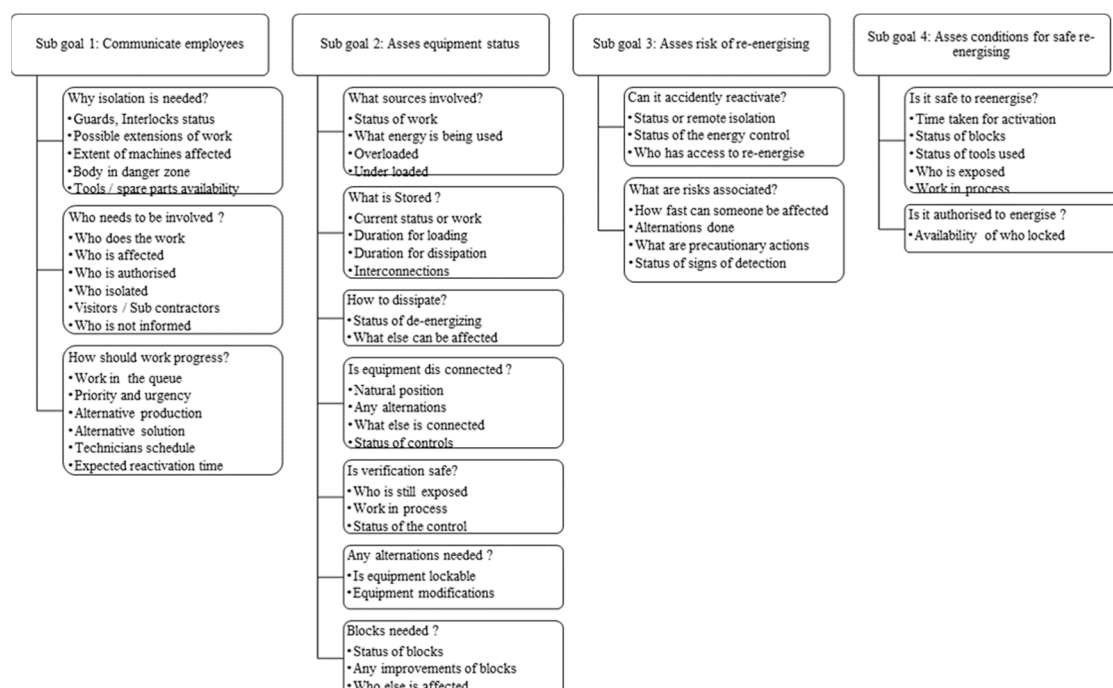 Sub goal 1: Communicate employees
Why isolation is needed?
•Guards, Interlocks status
•Possible extensions of work
•Extent of machines affected
•Body in danger zone
•Tools / spare parts availability
Who needs to be involved ?
•Who does the work
•Who is affected
•Who is authorised
•Who isolated
•Visitors / Sub contractors
•Who is not informed
How should work progress?
•Work in the queue
•Priority and urgency
•Alternative production
•Alternative solution
•Technicians schedule
•Expected reactivation time
Sub goal 2: Asses equipment status
What sources involved?
•Status of work
•What energy is being used
•Overloaded
•Under loaded
What is Stored ?
•Current status or work
•Duration for loading
•Duration for dissipation
•Interconnections
How to dissipate?
•Status of de-energizing
•What else can be affected
Is equipment dis connected ?
•Natural position
•Any alternations
•What else is connected
•Status of controls
Is verification safe?
•Who is still exposed
•Work in process
•Status of the control
Any alternations needed ?
•Is equipment lockable
•Equipment modifications
Blocks needed ?
•Status of blocks
•Any improvements of blocks
•Who else is affected
Sub goal 3: Asses risk of re-energising
Can it accidently reactivate?
•Status or remote isolation
•Status of the energy control
•Who has access to re-energise
What are risks associated?
•How fast can someone be affected
•Alternations done
•What are precautionary actions
•Status of signs of detection
Sub goal 4: Asses conditions for safe re-
energising
Is it safe to reenergise?
•Time taken for activation
•Status of blocks
•Status of tools used
•Who is exposed
•Work in process
Is it authorised to energise ?
•Availability of who locked